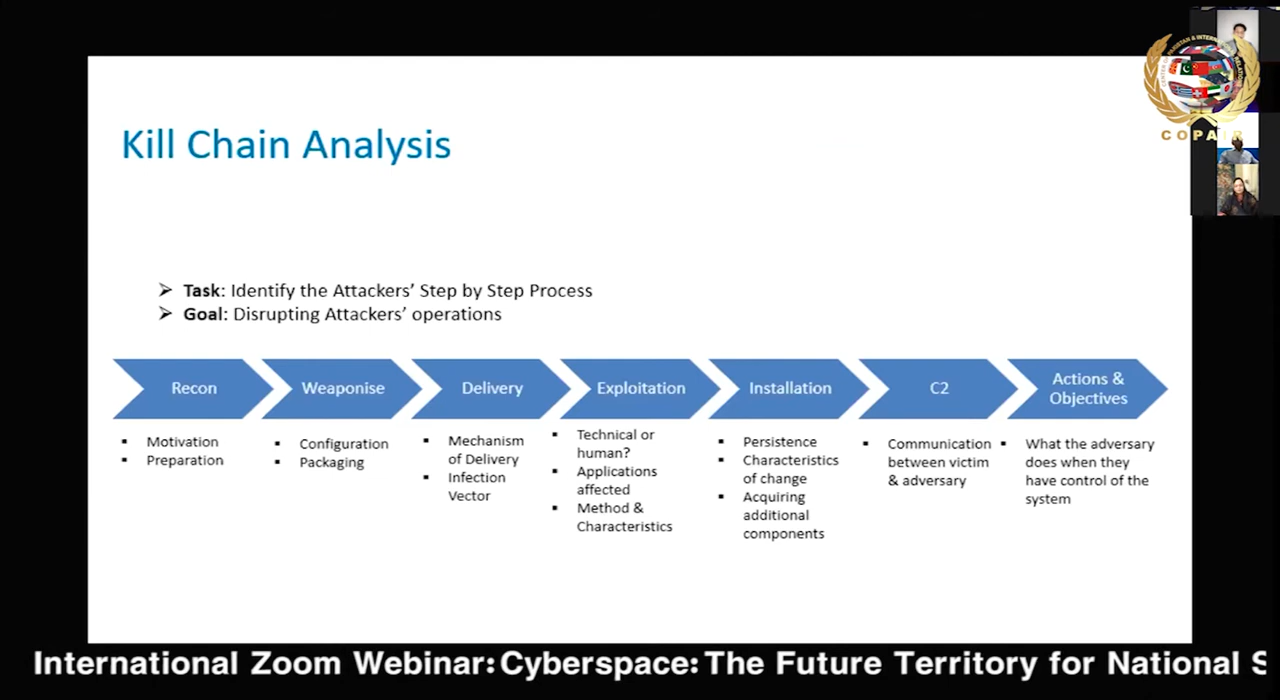 COPAIR
Kill Chain Analysis
Task: Identify the Attackers’ Step by Step Process
Goal: Disrupting Attackers’ operations
Recon
Weaponise
Delivery
Exploitation
Installation
C2
Actions &
Objectives
Motivation
Preparation
Configuration
Packaging
Mechanism
of Delivery
Infection
Vector
Technical or
human?
Applications
affected
Method &
Characteristics
Persistence
Characteristics
of change
Acquiring
additional
components
Communication
between victim
& adversary
What the adversary
does when they
have control of the
system
International Zoom Webinar: Cyberspace: The Future Territory for National S